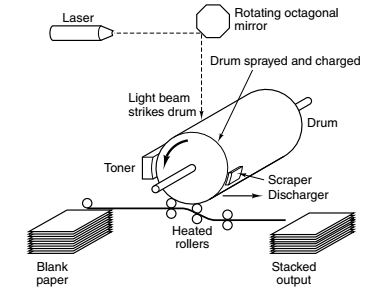 Laser
Rotating octagonal
mirror
Drum sprayed and charged
Light beam
strikes drum
Drum
Toner
Scraper
Discharger
Heated
rollers
Blank
paper
Stacked
output